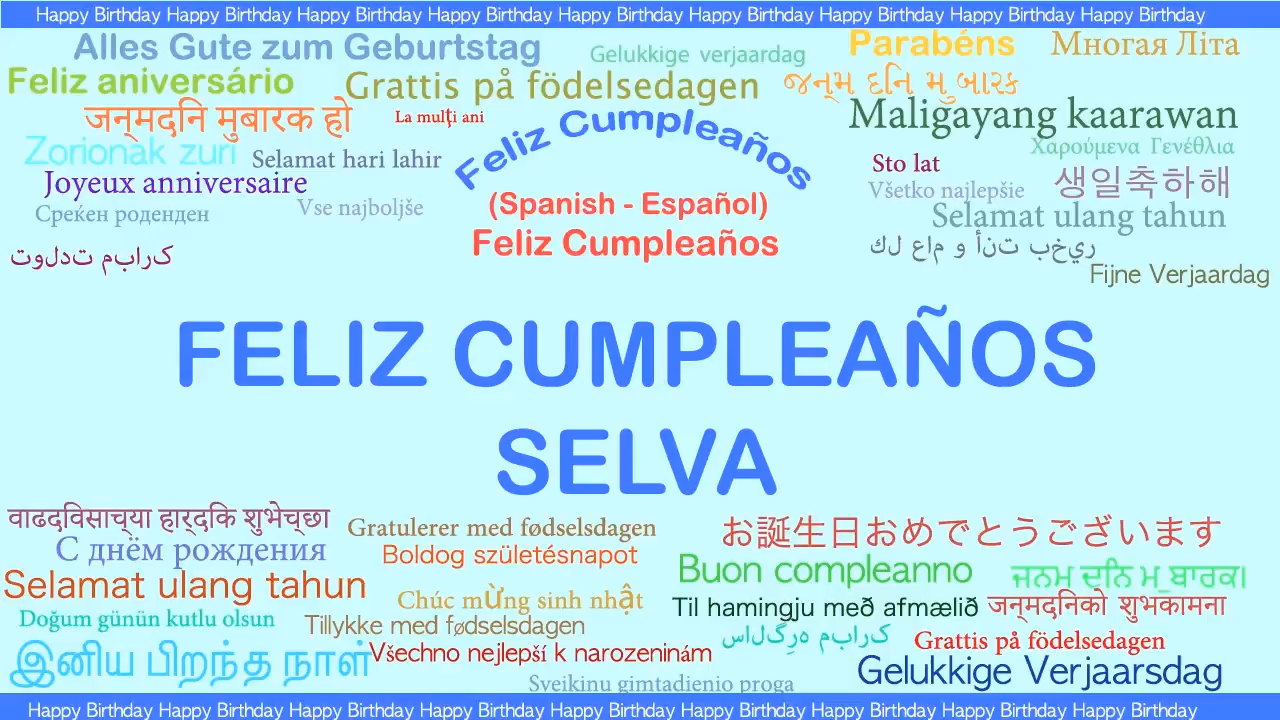 Happy Birthday Happy Birthday Happy Birthday Happy Birthday Happy Birthday Happy Birthday Happy Birthday Happy Birthday Happy Birthday
Alles Gute zum Geburtstag
Gelukkige verjaardag
Parabéns
Многая Літа
Feliz aniversário
Grattis på födelsedagen
જન્મ દિન મુબારક
जन्मदिन मुबारक हो
La mulţi ani
Feliz Cumpleaños
Maligayang kaarawan
Zorionak zuri
Selamat hari lahir
Χαρούμενα Γενέθλια
Sto lat
Joyeux anniversaire
Všetko najlepšie
생일축하해
(Spanish - Español)
Среќен роденден
Vse najboljše
Selamat ulang tahun
Feliz Cumpleaños
ﺕﻭﻝﺩﺕ ﻡﺏﺍﺭﮎ
ﻙﻝ ﻉﺍﻡ ﻭ ﺃﻥﺕ ﺏﺥﻱﺭ
Fijne Verjaardag
FELIZ CUMPLEAÑOS
SELVA
वाढदिवसाच्या हार्दिक शुभेच्छा
Gratulerer med fødselsdagen
お誕生日おめでとうございます
С днём рождения
Boldog születésnapot
Buon compleanno
ਜਨਮ ਦਿਨ ਮੁਬਾਰਕ।
Selamat ulang tahun
Chúc mừng sinh nhật
Til hamingju með afmælið
जन्मदिनको शुभकामना
Doğum günün kutlu olsun
Tillykke med fødselsdagen
ﺱﺍﻝگﺭہ ﻡﺏﺍﺭﮎ
Grattis på födelsedagen
இனிய பிறந்த நாள்
Všechno nejlepší k narozeninám
Gelukkige Verjaarsdag
Sveikinu gimtadienio proga
Happy Birthday Happy Birthday Happy Birthday Happy Birthday Happy Birthday Happy Birthday Happy Birthday Happy Birthday Happy Birthday